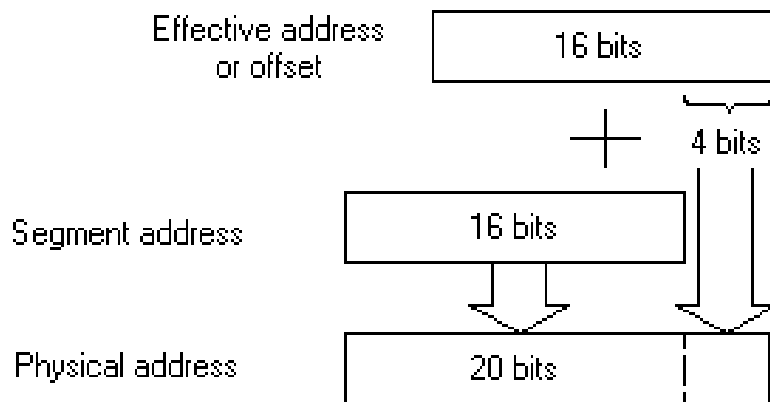 Effective address
or offset
16 bits
4 bits
Segment address
16 bits
Physical address
20 bits